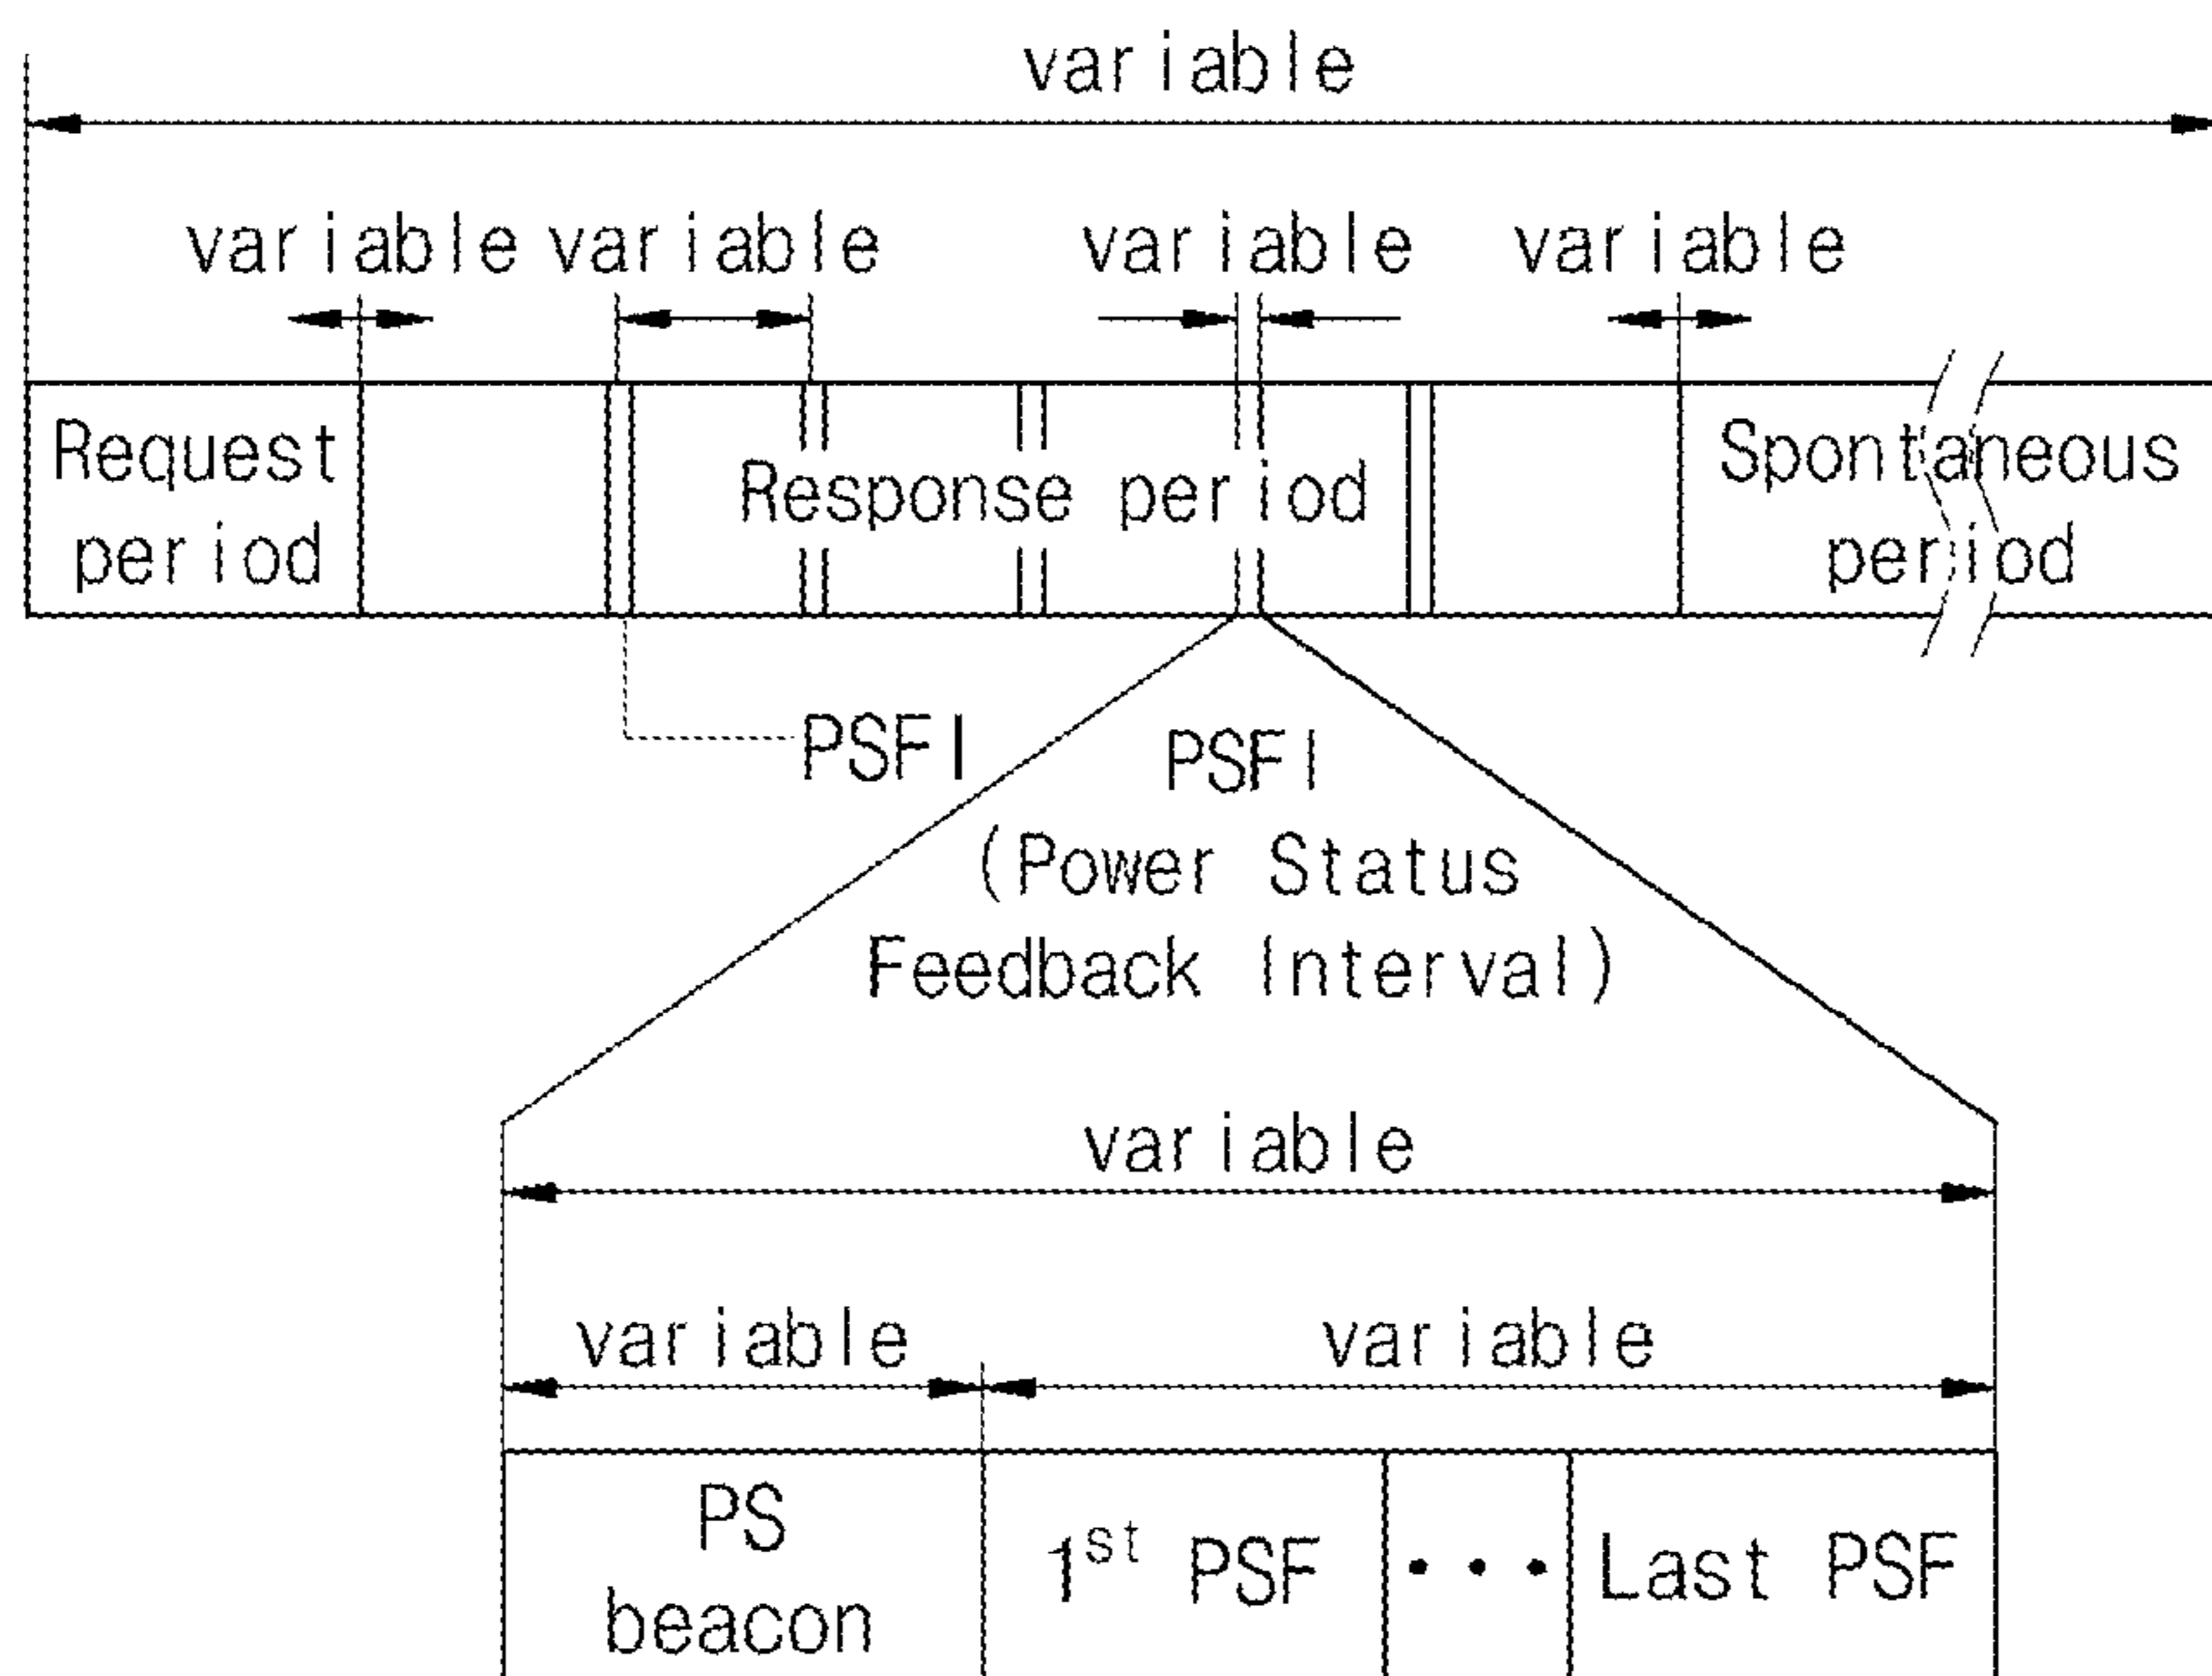 variable
variable variable variable variable
Request
period
Response period
Spontaneous
period
PSFI
PSFI
(Power Status
Feedback Interval)
variable
variable variable
PS
beacon
1st PSF
• • •
Last PSF